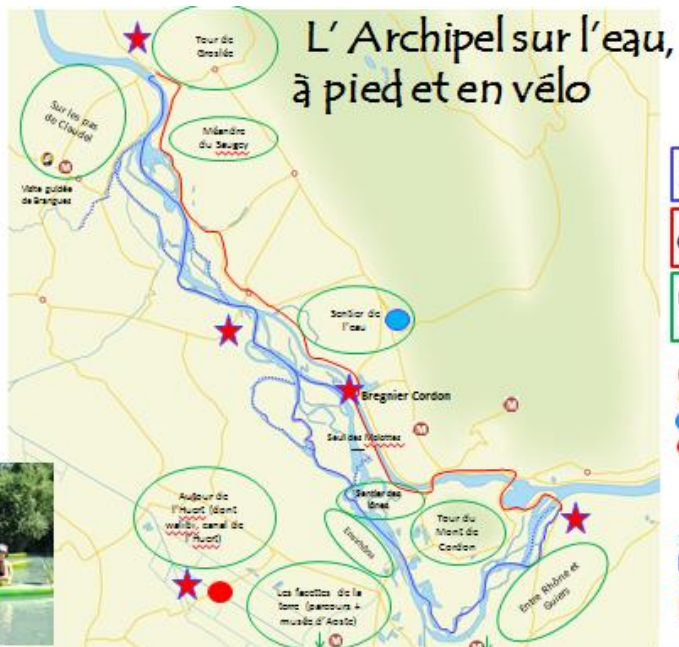 L' Archipel sur l'eau,
à pied et en vélo
Tour de
Groslée
Sur les pas
de Claudel
M
Visite guidée
de Brangues
Méandre
du Saugey
Sentier de
l'eau
Bregnier Cordon
M
M
Seuil des Molottes
Sentier des
lônes
Autour de
l'Huert (dont
walibi, canal de
l'Huert)
Tour du
Mont de
Cordon
Entre Rhône et
Guiers
Les facettes de la
terre (parcours +
musée d'Aoste)
M